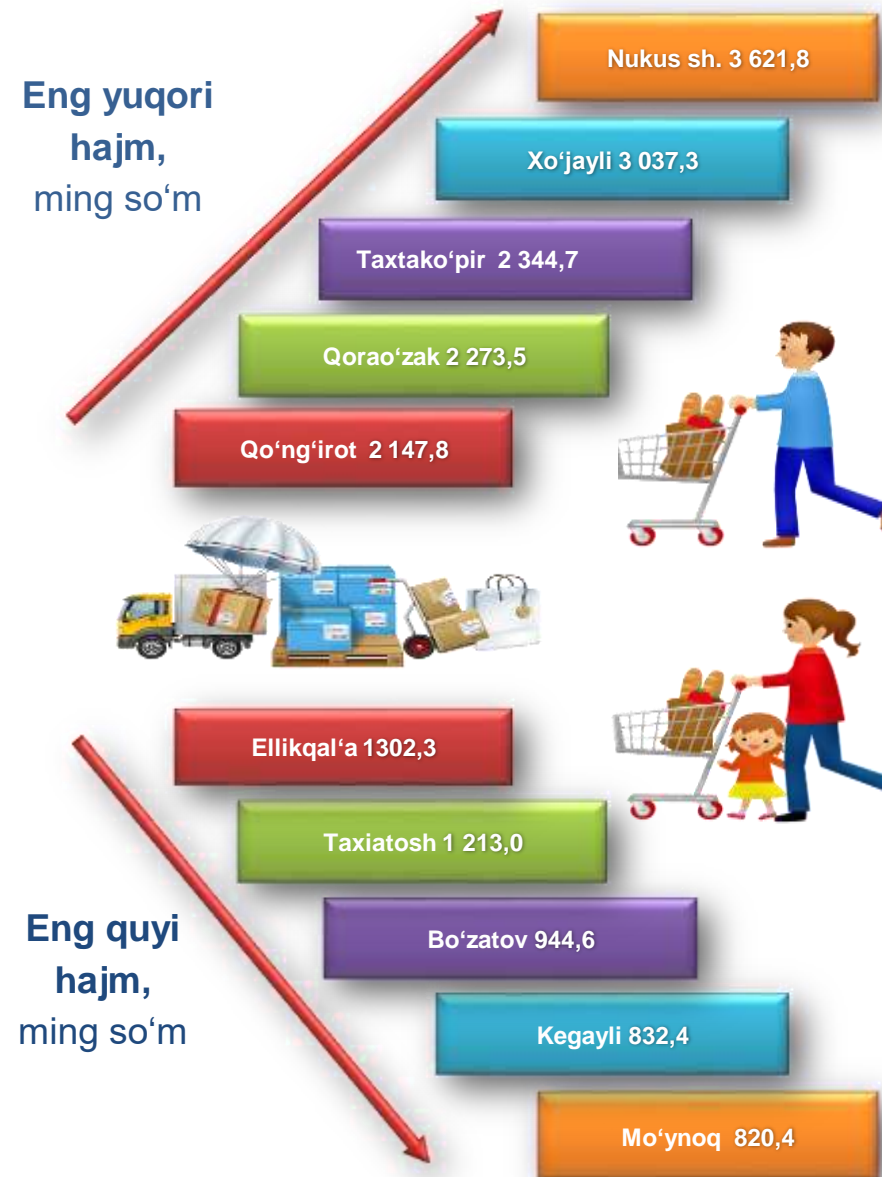 Eng yuqori
hajm,
ming so‘m
Nukus sh. 3 621,8
Xo‘jayli 3 037,3
Taxtako‘pir 2 344,7
Qorao‘zak 2 273,5
Qo‘ng‘irot 2 147,8
Ellikqal‘a 1302,3
Taxiatosh 1 213,0
Bo‘zatov 944,6
Kegayli 832,4
Mo‘ynoq 820,4
Eng quyi
hajm,
ming so‘m